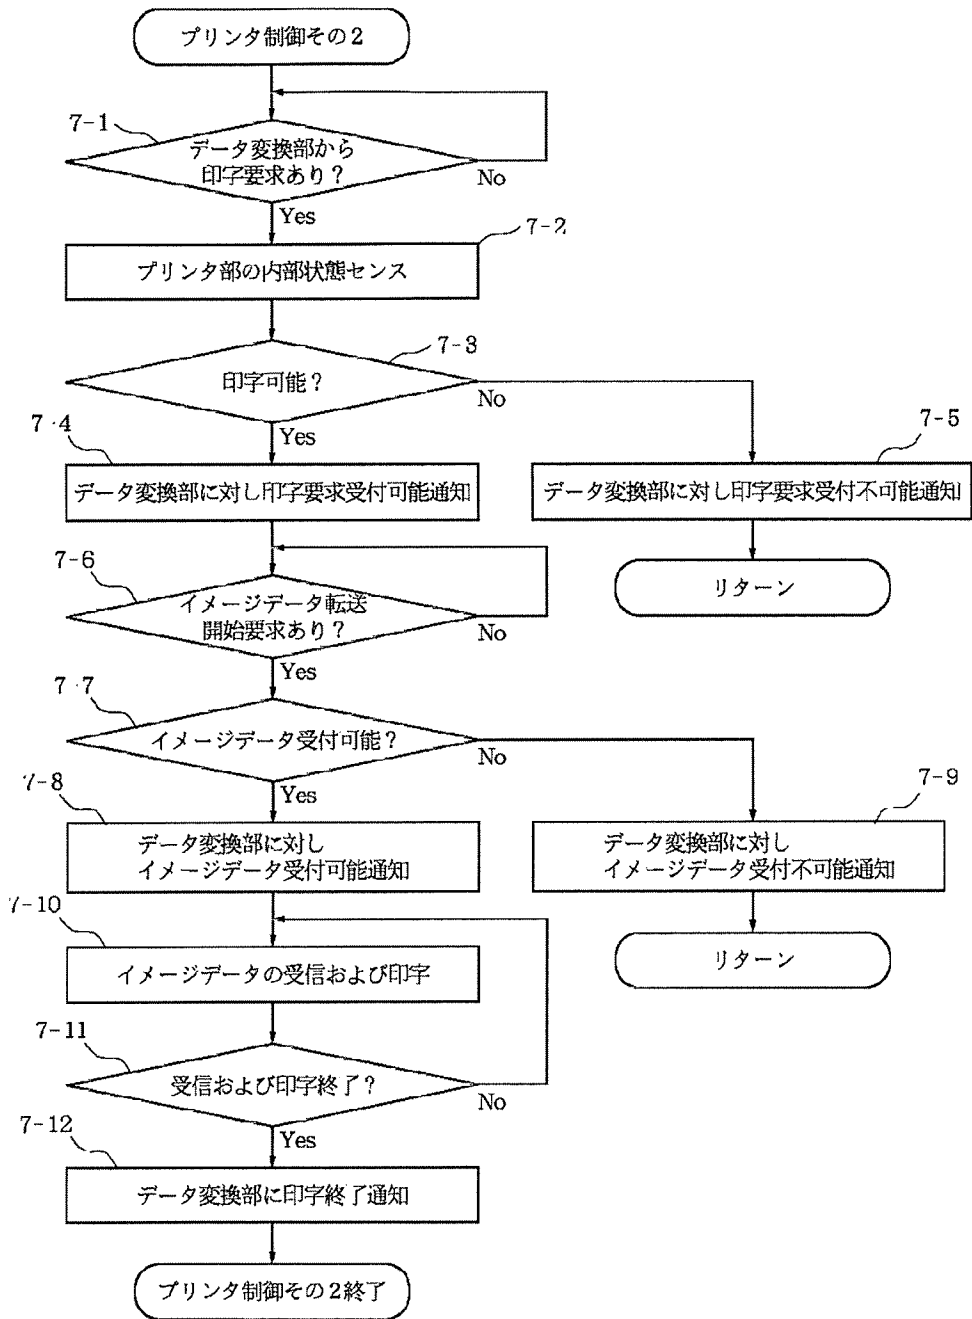 プリンタ制御その2
7-1
データ変換部から
印字要求あり?
No
Yes
7-2
プリンタ部の内部状態センス
7-3
印字可能?
No
Yes
7-4
データ変換部に対し印字要求受付可能通知
7-5
データ変換部に対し印字要求受付不可能通知
リターン
7-6
イメージデータ転送
開始要求あり?
No
Yes
7-7
イメージデータ受付可能?
No
Yes
7-8
データ変換部に対し
イメージデータ受付可能通知
7-9
データ変換部に対し
イメージデータ受付不可能通知
リターン
7-10
イメージデータの受信および印字
7-11
受信および印字終了?
No
Yes
7-12
データ変換部に印字終了通知
プリンタ制御その2終了